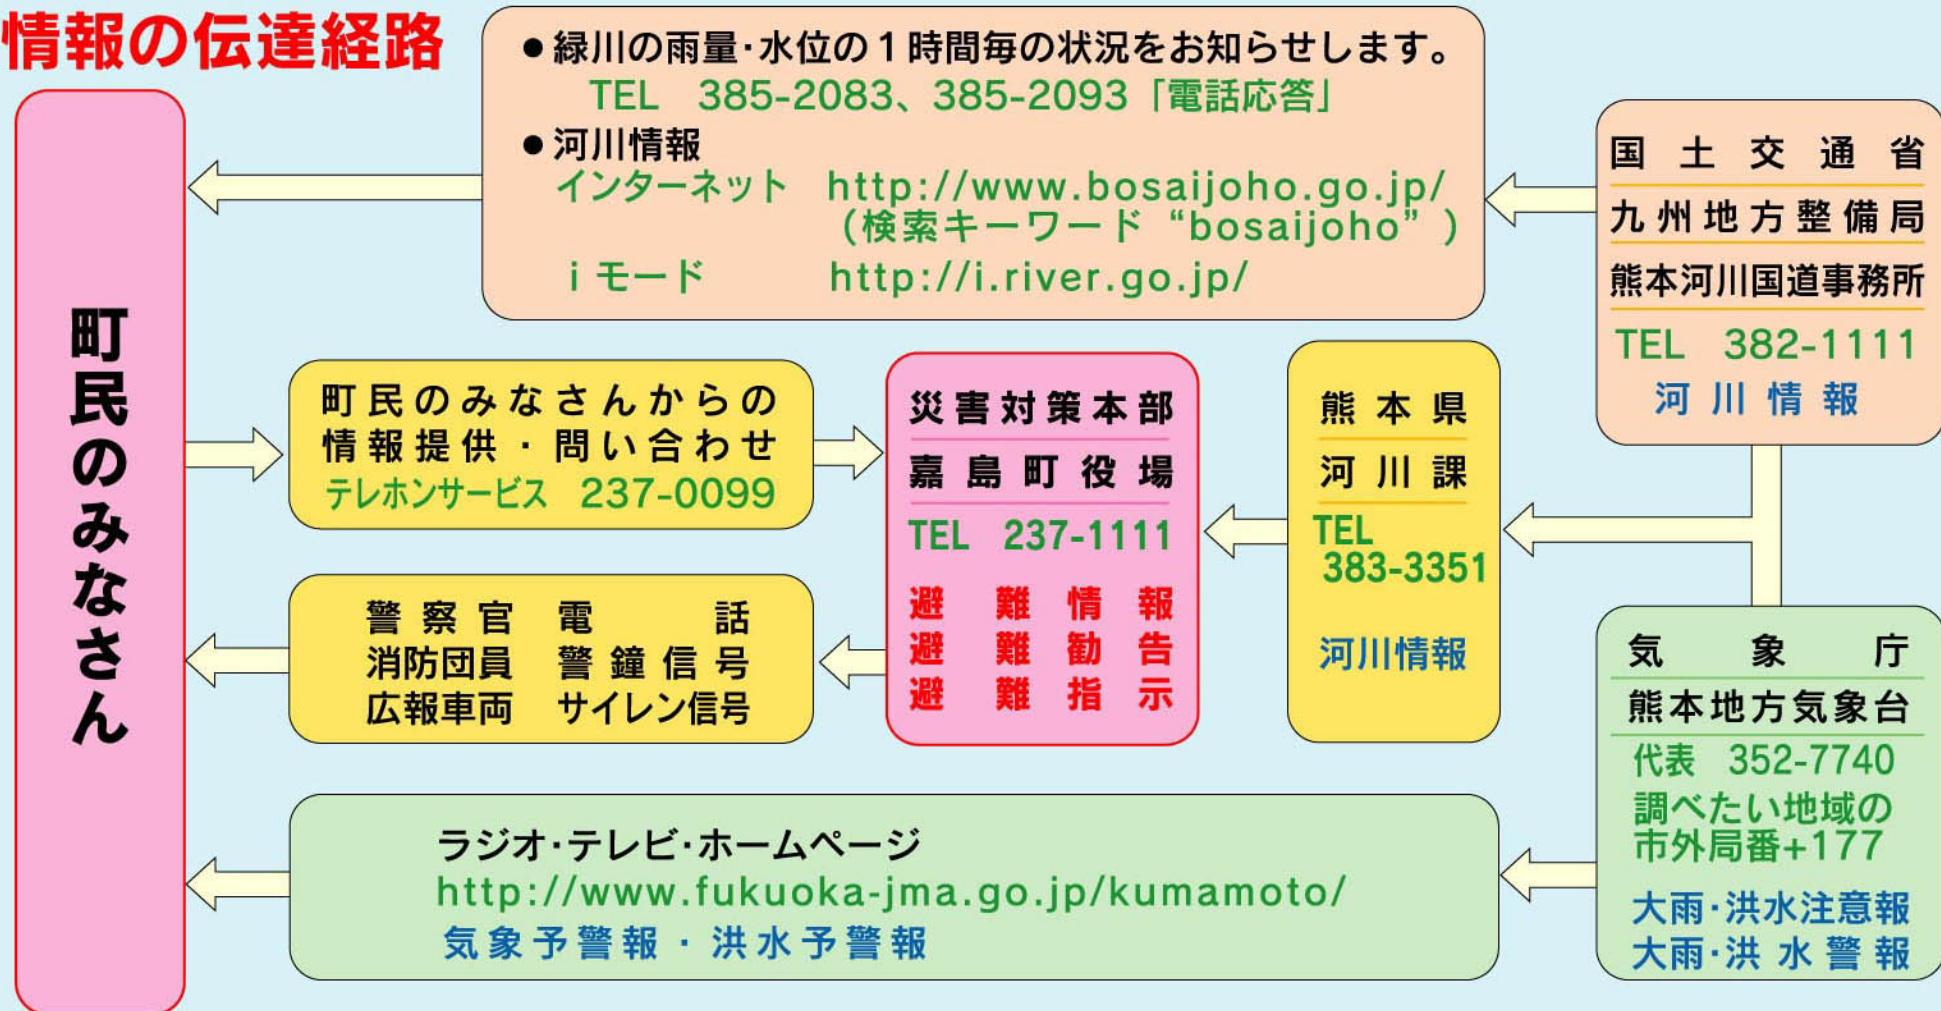 情報の伝達経路
●緑川の雨量・水位の1時間毎の状況をお知らせします。
TEL 385-2083、385-2093「電話応答」
●河川情報
インターネット http://www.bosaijoho.go.jp/
(検索キーワード “bosaijoho” )
iモード http://i.river.go.jp/
国土交通省
九州地方整備局
熊本河川国道事務所
TEL 382-1111
河川情報
町民のみなさん
町民のみなさんからの
情報提供・問い合わせ
テレホンサービス 237-0099
災害対策本部
嘉島町役場
TEL 237-1111
避難情報
避難勧告
避難指示
熊本県
河川課
TEL
383-3351
河川情報
警察官 電話
消防団員 警鐘信号
広報車両 サイレン信号
気象庁
熊本地方気象台
代表 352-7740
調べたい地域の
市外局番+177
大雨・洪水注意報
大雨・洪水警報
ラジオ・テレビ・ホームページ
http://www.fukuoka-jma.go.jp/kumamoto/
気象予警報・洪水予警報